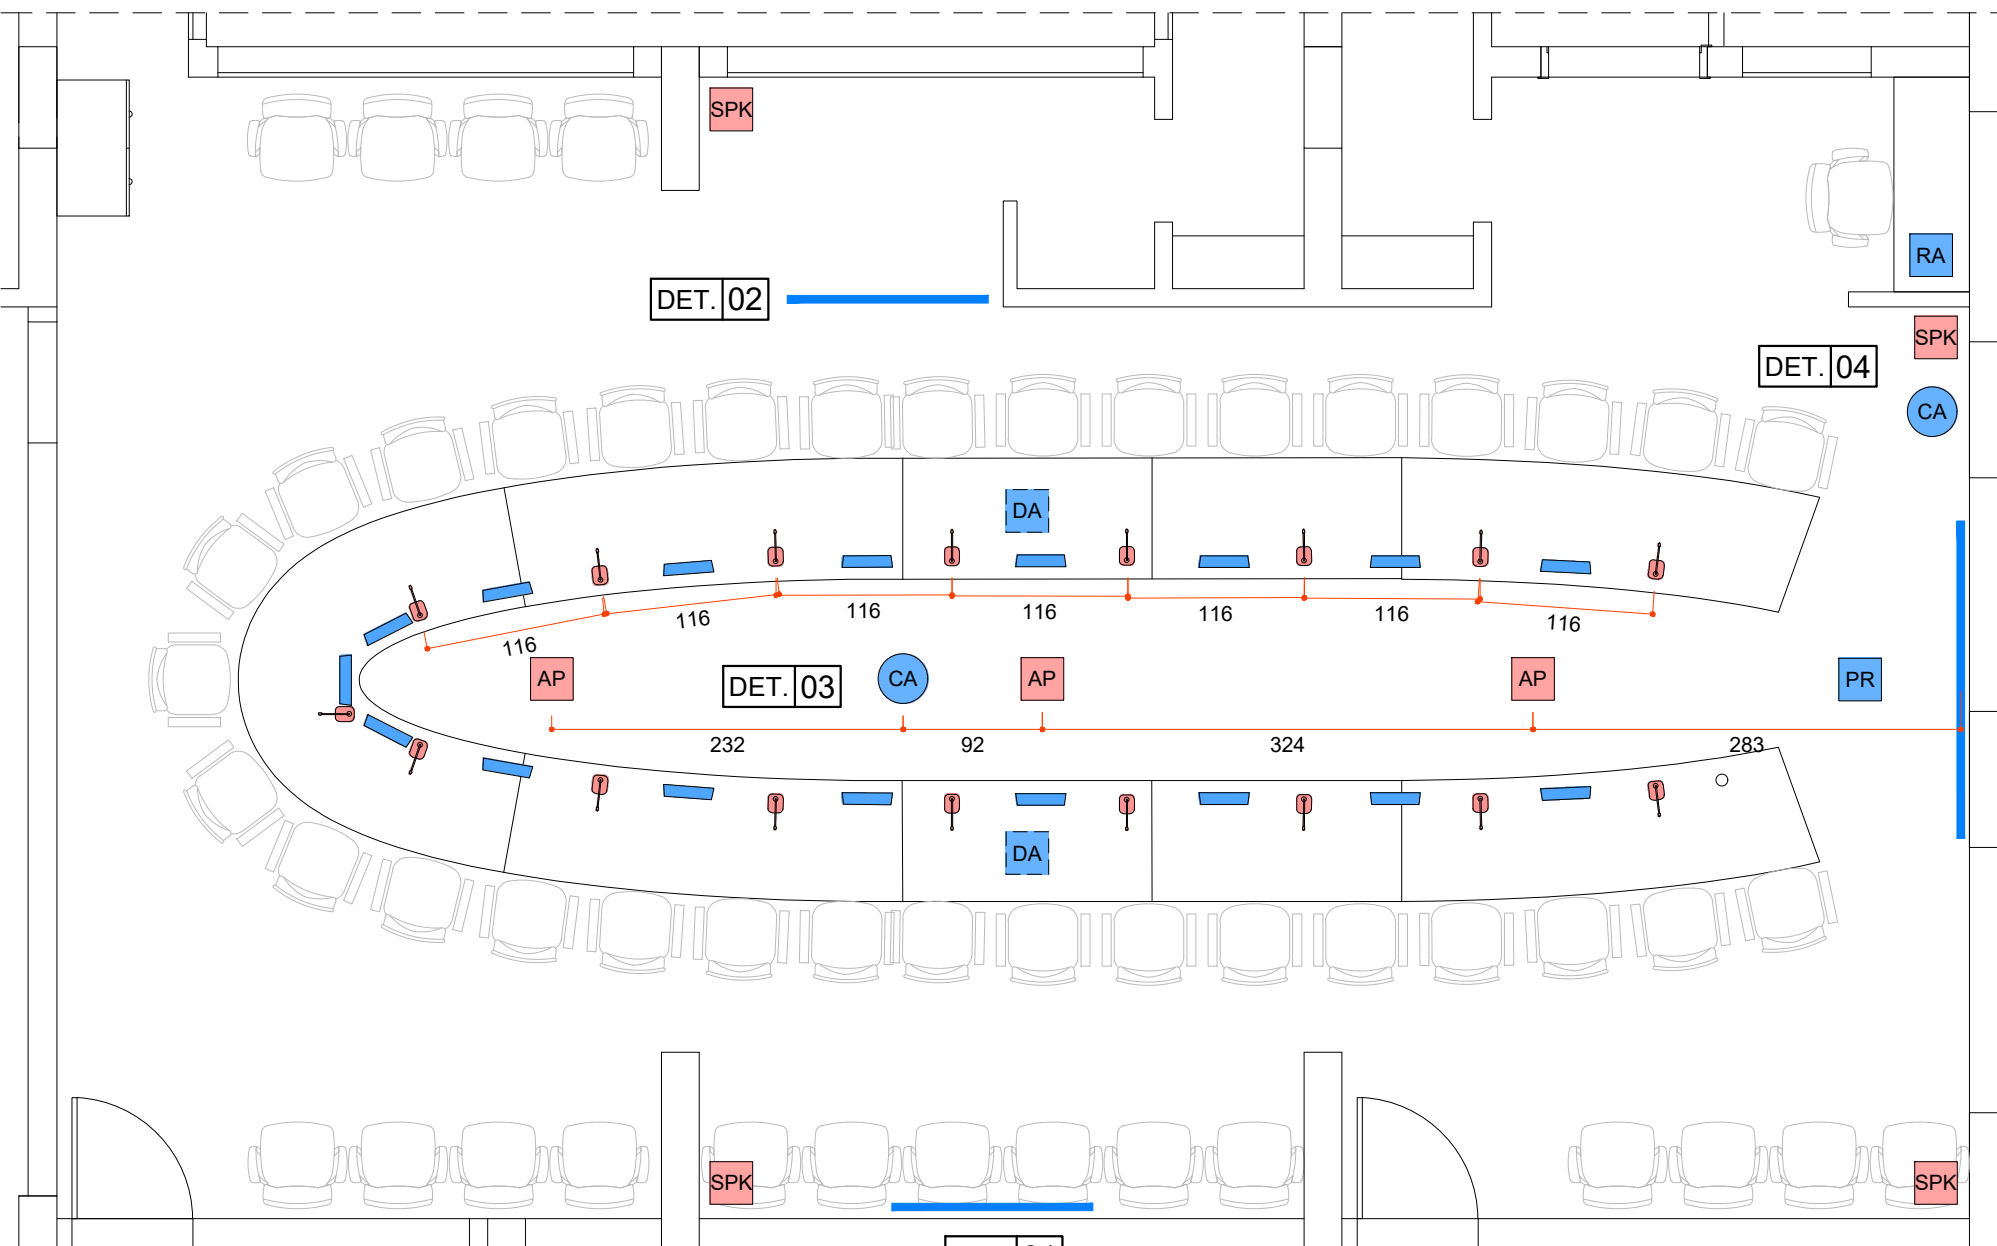 SPK
RA
DET. 02
SPK
DET. 04
CA
DA
116
116
116
116
116
116
116
AP
DET. 03
CA
AP
AP
PR
232
92
324
283
DA
SPK
SPK